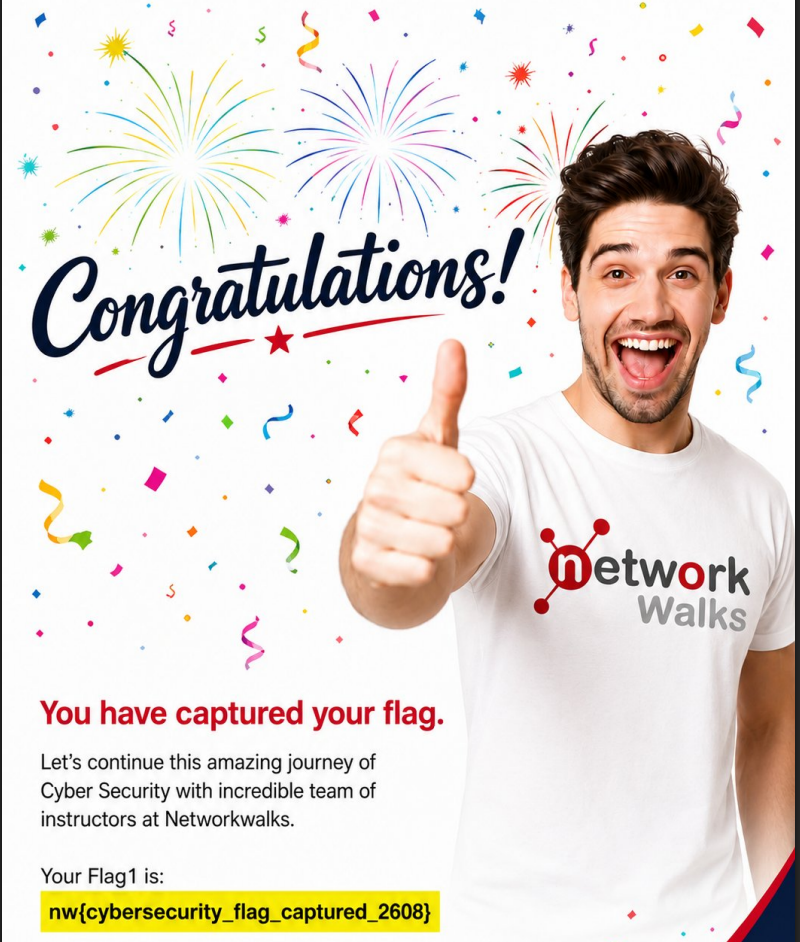 Congratulations!
network
Walks
You have captured your flag.
Let’s continue this amazing journey of
Cyber Security with incredible team of
instructors at Networkwalks.
Your Flag1 is:
nw{cybersecurity_flag_captured_2608}